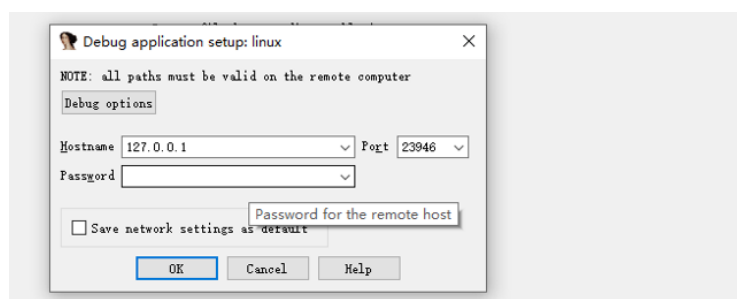 Debug application setup: linux
NOTE: all paths must be valid on the remote computer
Debug options
Hostname 127.0.0.1 Port 23946
Password
Password for the remote host
Save network settings as default
OK Cancel Help